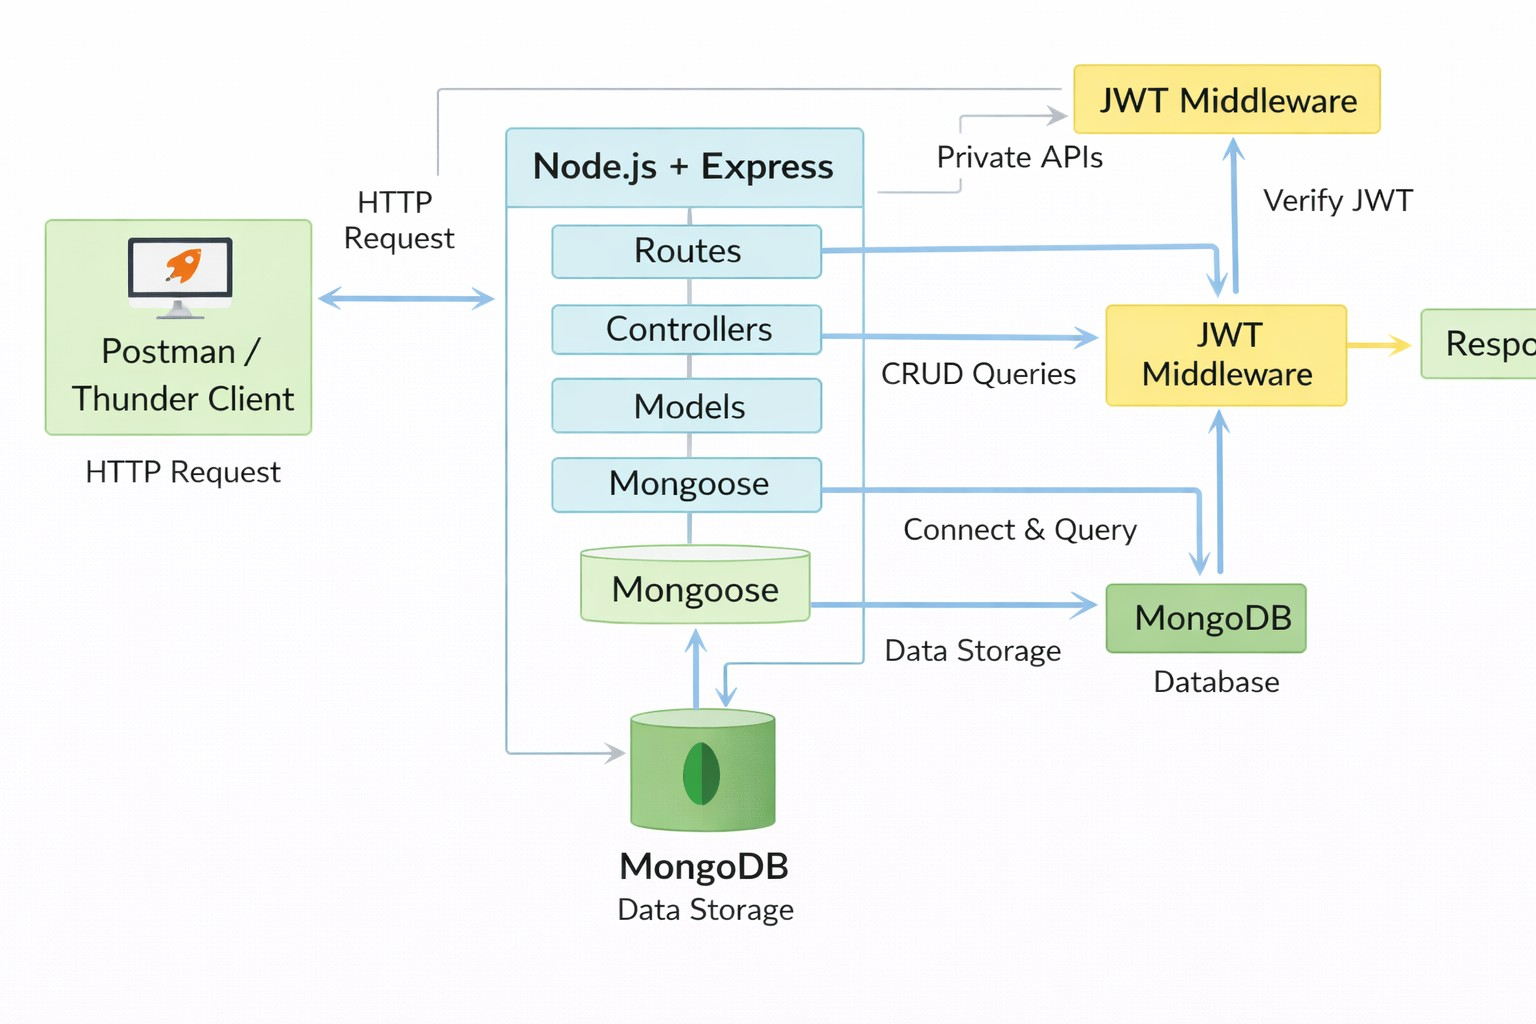 JWT Middleware
Private APIs
Node.js + Express
HTTP
Request
Verify JWT
Routes
Controllers
JWT
Middleware
Postman /
Thunder Client
CRUD Queries
Respo
Models
HTTP Request
Mongoose
Connect & Query
Mongoose
MongoDB
Data Storage
Database
MongoDB
Data Storage